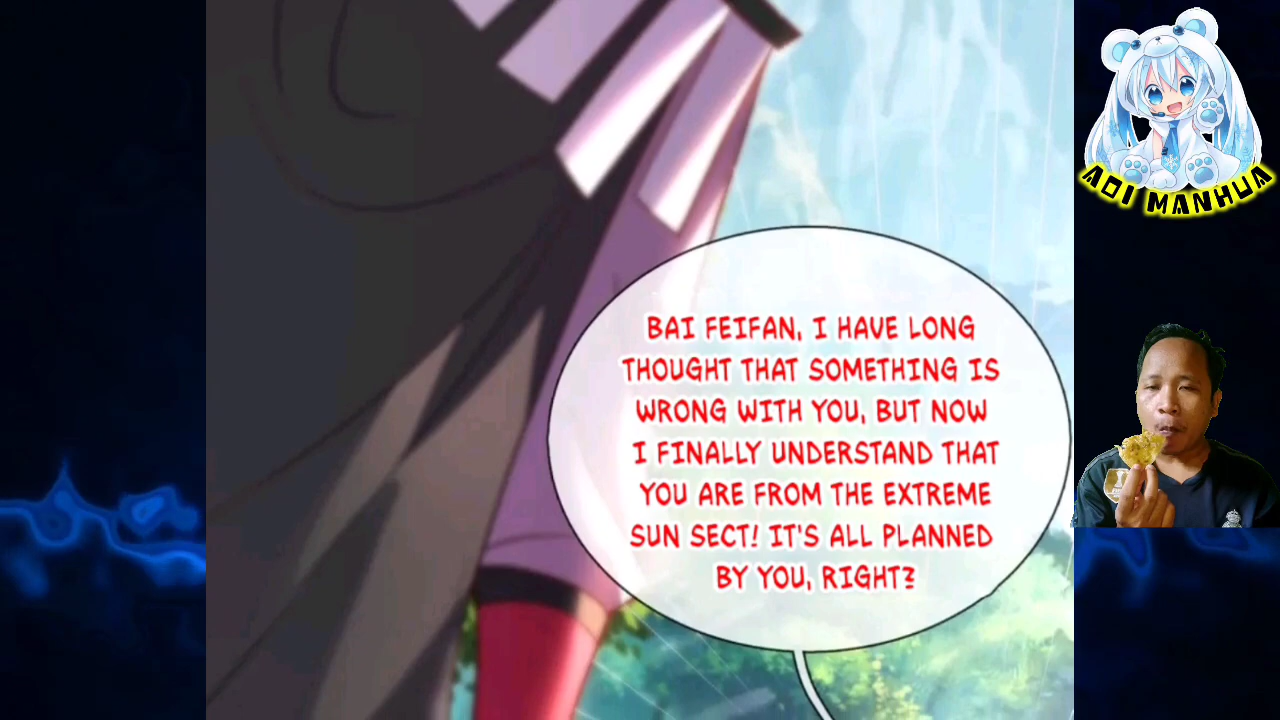 AOI MANHUA
BAI FEIFAN, I HAVE LONG
THOUGHT THAT SOMETHING IS
WRONG WITH YOU, BUT NOW
I FINALLY UNDERSTAND THAT
YOU ARE FROM THE EXTREME
SUN SECT! IT'S ALL PLANNED
BY YOU, RIGHT?